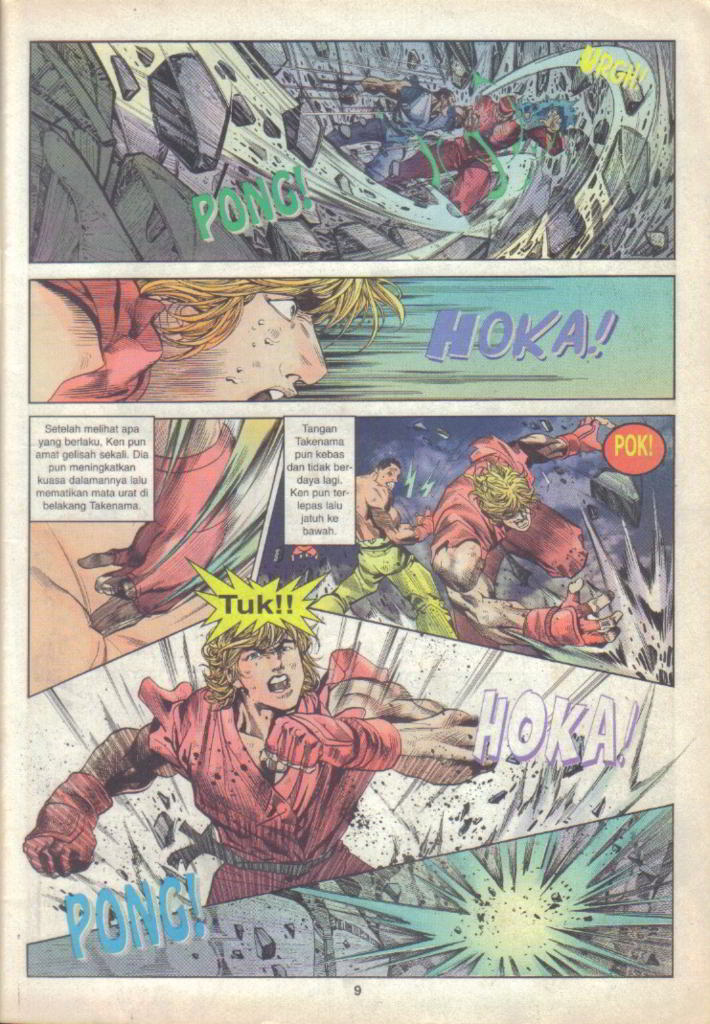 URGH!
PONG!
HOKA!
Setelah melihat apa
yang berlaku, Ken pun
amat gelisah sekali. Dia
pun meningkatkan
kuasa dalamannya lalu
mematikan mata urat di
belakang Takenama.
Tangan
Takenama
pun kebas
dan tidak ber-
daya lagi.
Ken pun ter-
lepas lalu
jatuh ke
bawah.
POK!
Tuk!!
HOKA!
PONG!
9